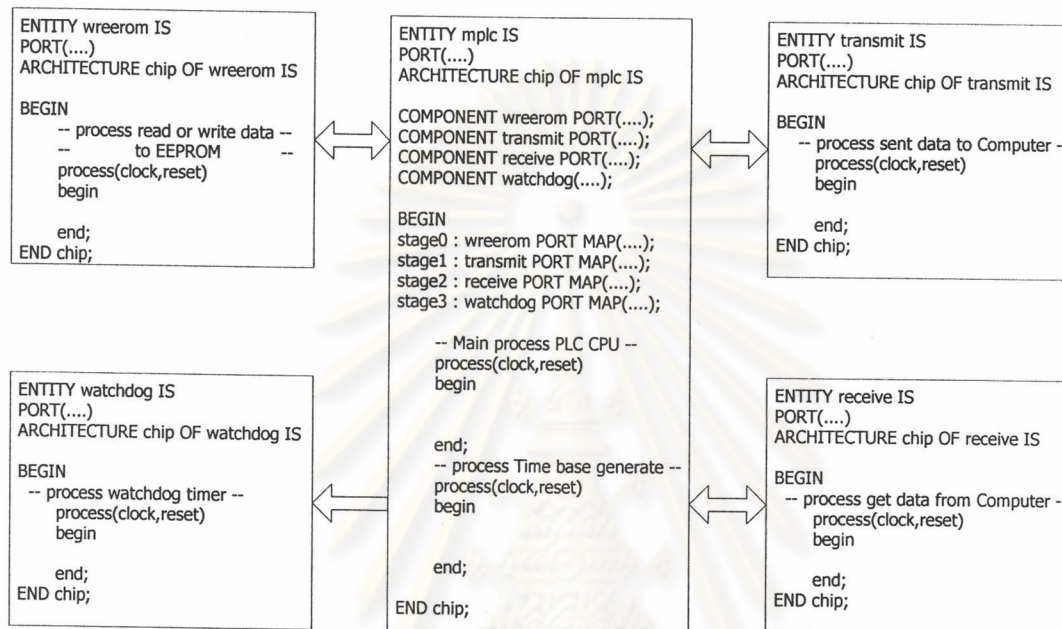 ENTITY wreerom IS
PORT(....)
ARCHITECTURE chip OF wreerom IS
BEGIN
-- process read or write data --
-- to EEPROM --
process(clock,reset)
begin
end;
END chip;
ENTITY watchdog IS
PORT(....)
ARCHITECTURE chip OF watchdog IS
BEGIN
-- process watchdog timer --
process(clock,reset)
begin
end;
END chip;
ENTITY mplc IS
PORT(....)
ARCHITECTURE chip OF mplc IS
COMPONENT wreerom PORT(....);
COMPONENT transmit PORT(....);
COMPONENT receive PORT(....);
COMPONENT watchdog(....);
BEGIN
stage0 : wreerom PORT MAP(....);
stage1 : transmit PORT MAP(....);
stage2 : receive PORT MAP(....);
stage3 : watchdog PORT MAP(....);
-- Main process PLC CPU --
process(clock,reset)
begin
end;
-- process Time base generate --
process(clock,reset)
begin
end;
END chip;
ENTITY transmit IS
PORT(....)
ARCHITECTURE chip OF transmit IS
BEGIN
-- process sent data to Computer -
process(clock,reset)
begin
end;
END chip;
ENTITY receive IS
PORT(....)
ARCHITECTURE chip OF receive IS
BEGIN
-- process get data from Computer -
process(clock,reset)
begin
end;
END chip;